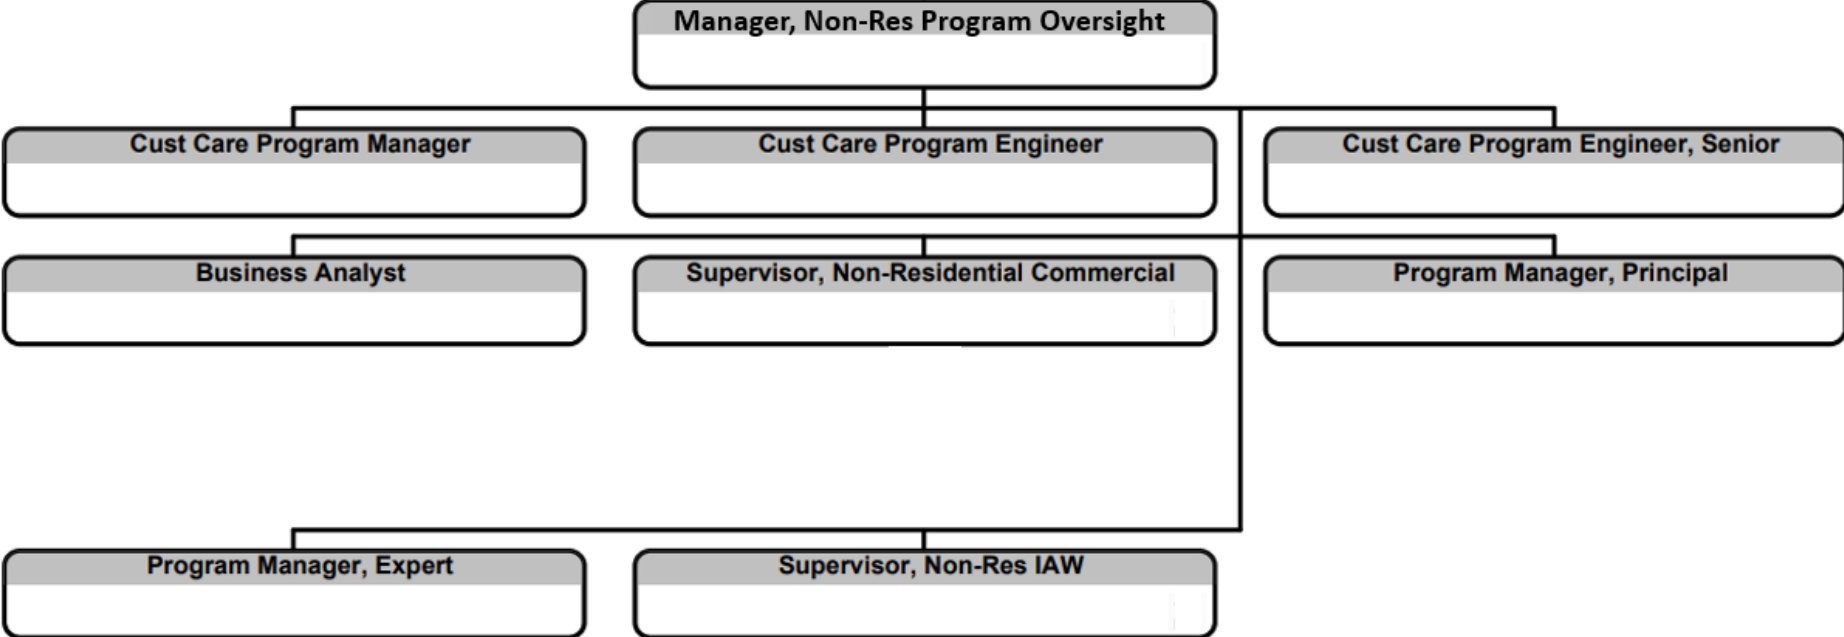 Manager, Non-Res Program Oversight
Cust Care Program Manager
Cust Care Program Engineer
Cust Care Program Engineer, Senior
Business Analyst
Supervisor, Non-Residential Commercial
Program Manager, Principal
Program Manager, Expert
Supervisor, Non-Res IAW